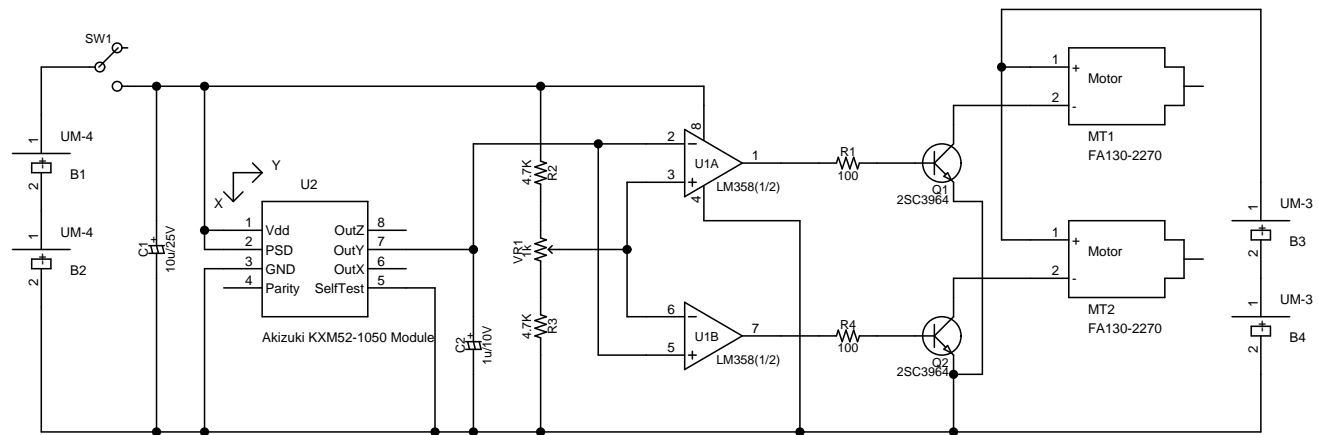 SW1
1
UM-4
2
B1
1
UM-4
2
B2
C1
+
10u/25V
X
Y
U2
1 Vdd OutZ 8
2 PSD OutY 7
3 GND OutX 6
4 Parity SelfTest 5
Akizuki KXM52-1050 Module
C2
+
1u/10V
4.7K
R2
VR1
1k
4.7K
R3
2
3
8
4
1
U1A
LM358(1/2)
6
5
7
U1B
LM358(1/2)
R1
100
R4
100
Q1
2SC3964
Q2
2SC3964
1 +
Motor
2 -
MT1
FA130-2270
1 +
Motor
2 -
MT2
FA130-2270
1
UM-3
2
B3
1
UM-3
2
B4